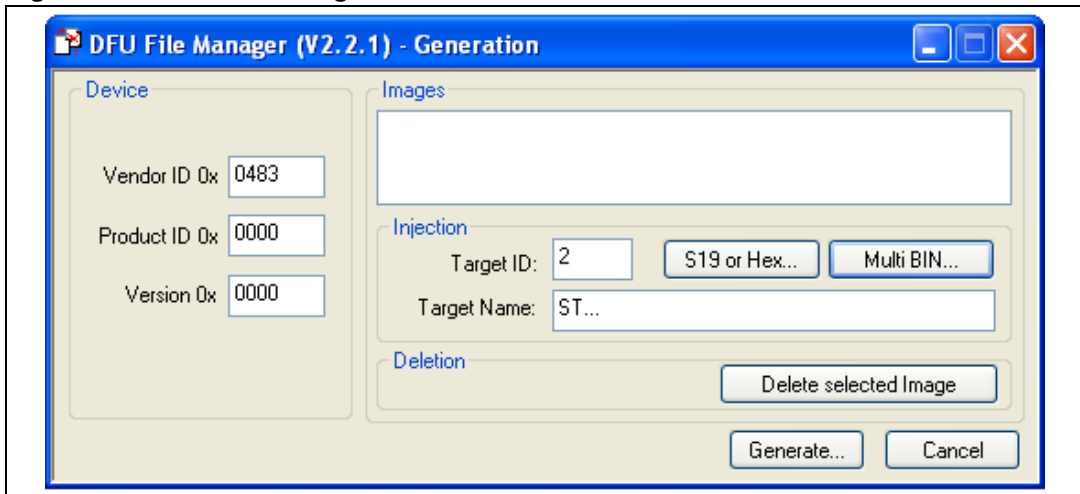 DFU File Manager (V2.2.1) - Generation
Device
Vendor ID 0x 0483
Product ID 0x 0000
Version 0x 0000
Images
Injection
Target ID: 2 S19 or Hex... Multi BIN...
Target Name: ST...
Deletion
Delete selected Image
Generate... Cancel